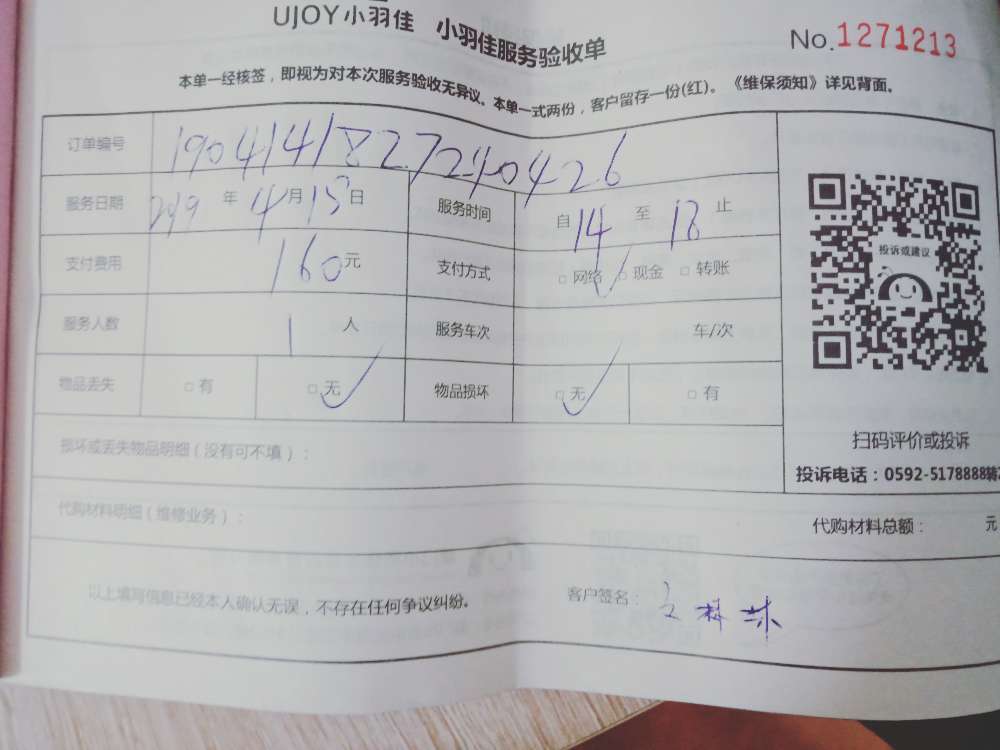 UJOY小羽佳 小羽佳服务验收单 No.1271213
本单一经核签，即视为对本次服务验收无异议。本单一式两份，客户留存一份(红)。《维保须知》详见背面。
订单编号 1904141827240426
服务日期 2019 年 4 月 15 日 服务时间 自 14 至 18 止
投诉或建议
支付费用 160 元 支付方式 □网络 ✓ □现金 □转账
服务人数 1 人 服务车次 车/次
物品丢失 □有 □无 ✓ 物品损坏 □无 ✓ □有
扫码评价或投诉
损坏或丢失物品明细（没有可不填）：
投诉电话：0592-5178888转
代购材料明细（维修业务）： 代购材料总额： 元
以上填写信息已经本人确认无误，不存在任何争议纠纷。 客户签名：